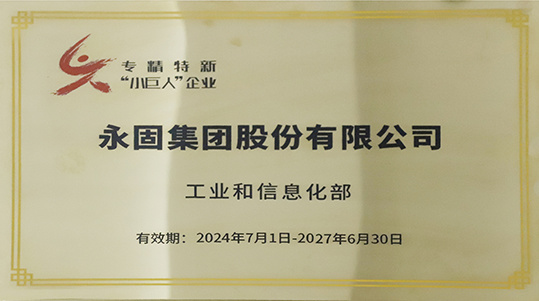 专精特新
“小巨人”企业
永固集团股份有限公司
工业和信息化部
有效期：2024年7月1日-2027年6月30日